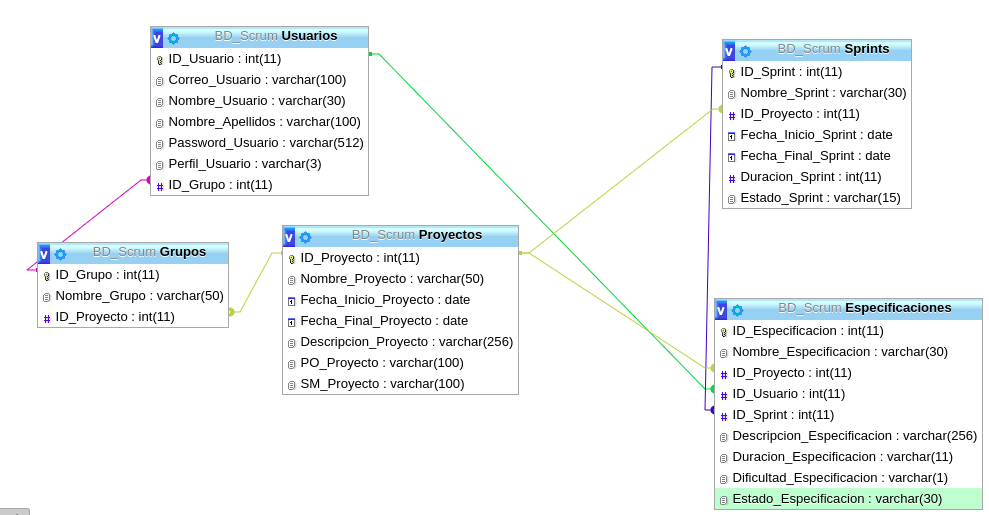 BD_Scrum Usuarios
ID_Usuario : int(11)
Correo_Usuario : varchar(100)
Nombre_Usuario : varchar(30)
Nombre_Apellidos : varchar(100)
Password_Usuario : varchar(512)
Perfil_Usuario : varchar(3)
ID_Grupo : int(11)
v BD_Scrum Grupos
ID_Grupo : int(11)
Nombre_Grupo : varchar(50)
# ID_Proyecto : int(11)
v BD_Scrum Proyectos
ID_Proyecto : int(11)
Nombre_Proyecto : varchar(50)
Fecha_Inicio_Proyecto : date
Fecha_Final_Proyecto : date
Descripcion_Proyecto : varchar(256)
PO_Proyecto : varchar(100)
SM_Proyecto : varchar(100)
v BD_Scrum Sprints
ID_Sprint : int(11)
Nombre_Sprint : varchar(30)
# ID_Proyecto : int(11)
Fecha_Inicio_Sprint : date
Fecha_Final_Sprint : date
# Duracion_Sprint : int(11)
Estado_Sprint : varchar(15)
v BD_Scrum Especificaciones
ID_Especificacion : int(11)
Nombre_Especificacion : varchar(30)
# ID_Proyecto : int(11)
# ID_Usuario : int(11)
# ID_Sprint : int(11)
Descripcion_Especificacion : varchar(256)
Duracion_Especificacion : varchar(11)
Dificultad_Especificacion : varchar(1)
Estado_Especificacion : varchar(30)